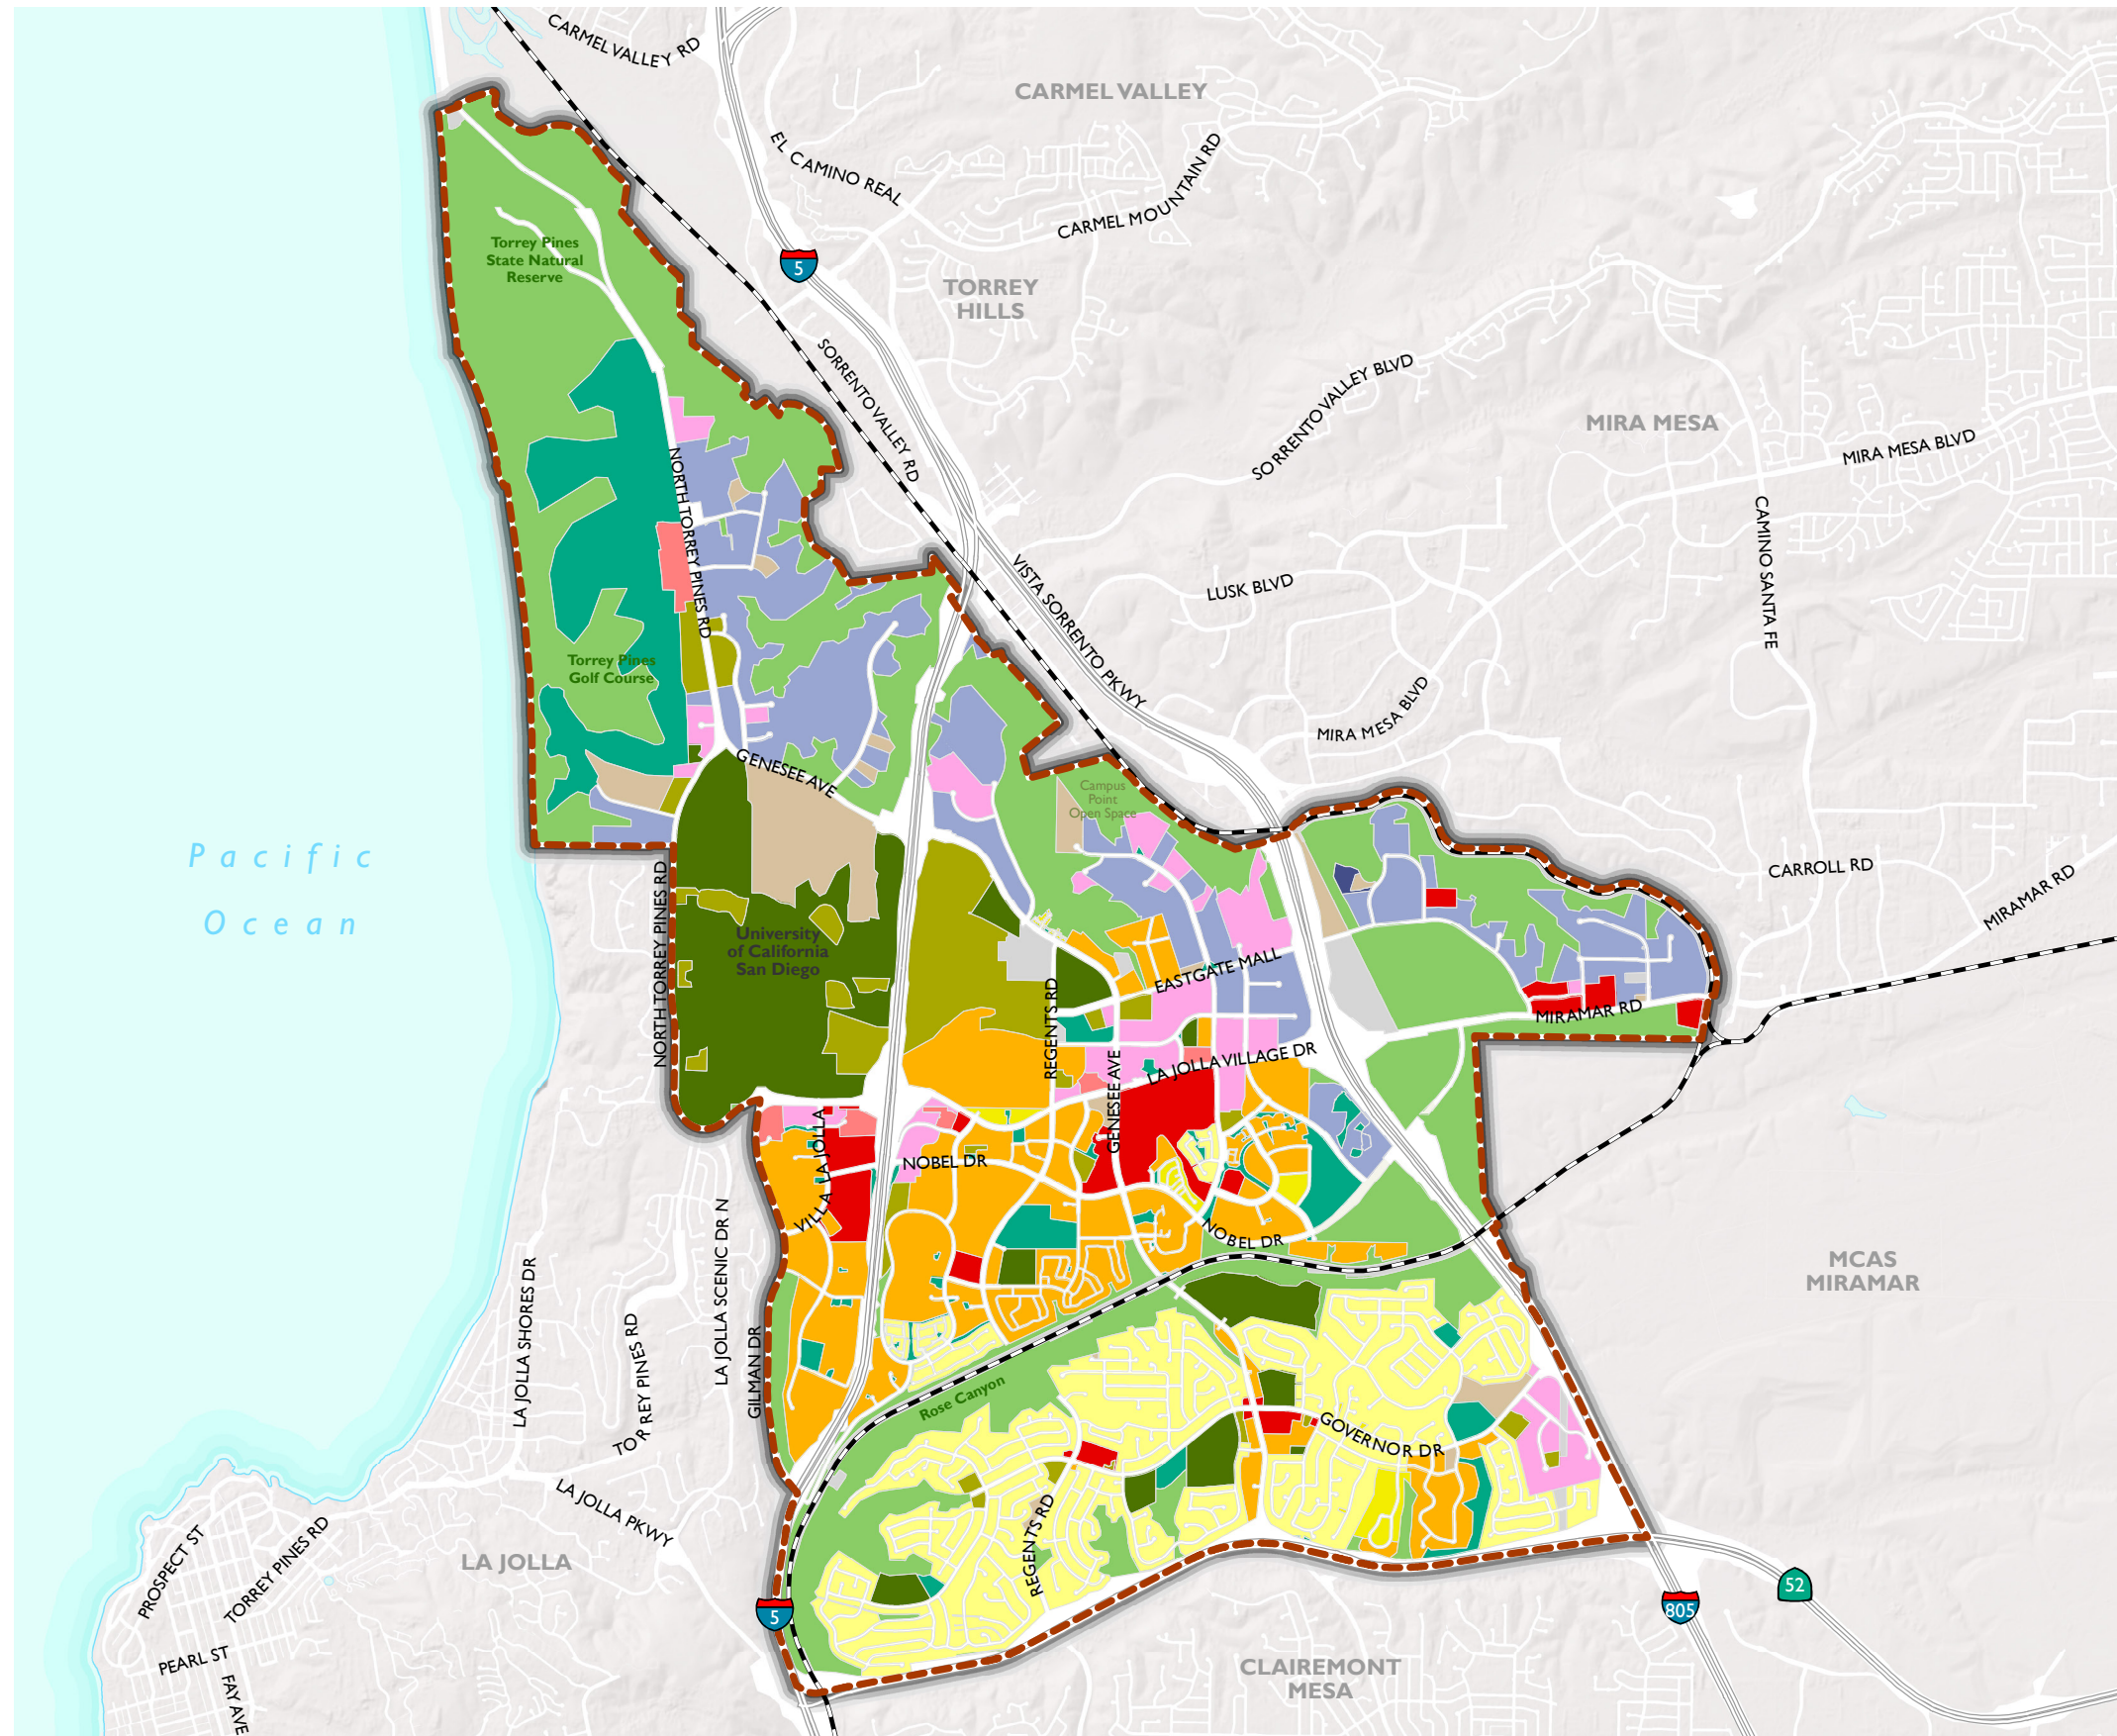 CARMEL VALLEY RD
CARMEL VALLEY
EL CAMINO REAL
CARMEL MOUNTAIN RD
Torrey Pines
State Natural
Reserve
5
TORREY
HILLS
SORRENTO VALLEY RD
SORRENTO VALLEY BLVD
MIRA MESA
MIRA MESA BLVD
NORTH TORREY PINES RD
CAMINO SANTA FE
VISTA SORRENTO PKWY
LUSK BLVD
Torrey Pines
Golf Course
MIRA MESA BLVD
GENESEE AVE
Campus
Point
Open Space
Pacific
Ocean
CARROLL RD
MIRAMAR RD
NORTH TORREY PINES RD
University
of California
San Diego
EASTGATE MALL
REGENTS RD
MIRAMAR RD
GENESEE AVE
LA JOLLA VILLAGE DR
VILLA LA JOLLA
NOBEL DR
NOBEL DR
LA JOLLA SCENIC DR N
LA JOLLA SHORES DR
MCAS
MIRAMAR
TORREY PINES RD
GILMAN DR
Rose Canyon
GOVERNOR DR
LA JOLLA PKWY
REGENTS RD
PROSPECT ST
TORREY PINES RD
LA JOLLA
5
52
805
PEARL ST
FAY AVE
CLAIREMONT
MESA